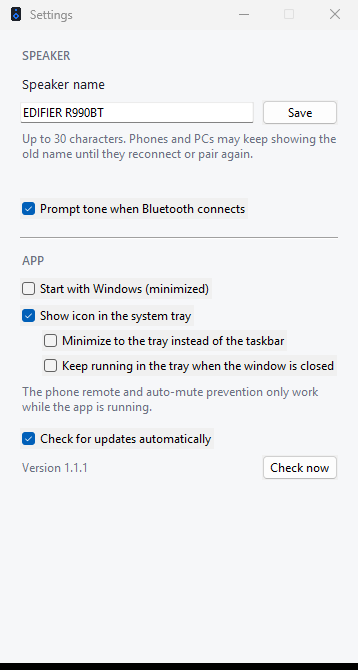 Settings
SPEAKER
Speaker name
EDIFIER R990BT
Save
Up to 30 characters. Phones and PCs may keep showing the
old name until they reconnect or pair again.
Prompt tone when Bluetooth connects
APP
Start with Windows (minimized)
Show icon in the system tray
Minimize to the tray instead of the taskbar
Keep running in the tray when the window is closed
The phone remote and auto-mute prevention only work
while the app is running.
Check for updates automatically
Version 1.1.1
Check now